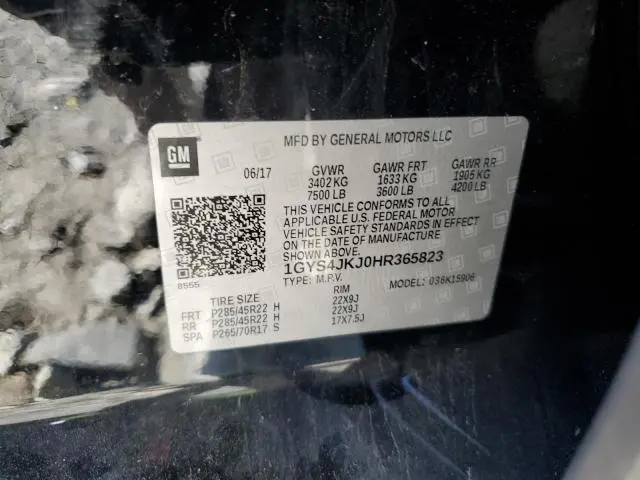 GM
MFD BY GENERAL MOTORS LLC
06/17 GVWR GAWR FRT GAWR RR
3402 KG 1633 KG 1905 KG
7500 LB 3600 LB 4200 LB
THIS VEHICLE CONFORMS TO ALL
APPLICABLE U.S. FEDERAL MOTOR
VEHICLE SAFETY STANDARDS IN EFFECT
ON THE DATE OF MANUFACTURE
SHOWN ABOVE.
1GYS4JKJ0HR365823
8555
TYPE: M.P.V. MODEL: 036K15906
TIRE SIZE RIM
FRT P285/45R22 H 22X9J
RR P285/45R22 H 22X9J
SPA P265/70R17 S 17X7.5J